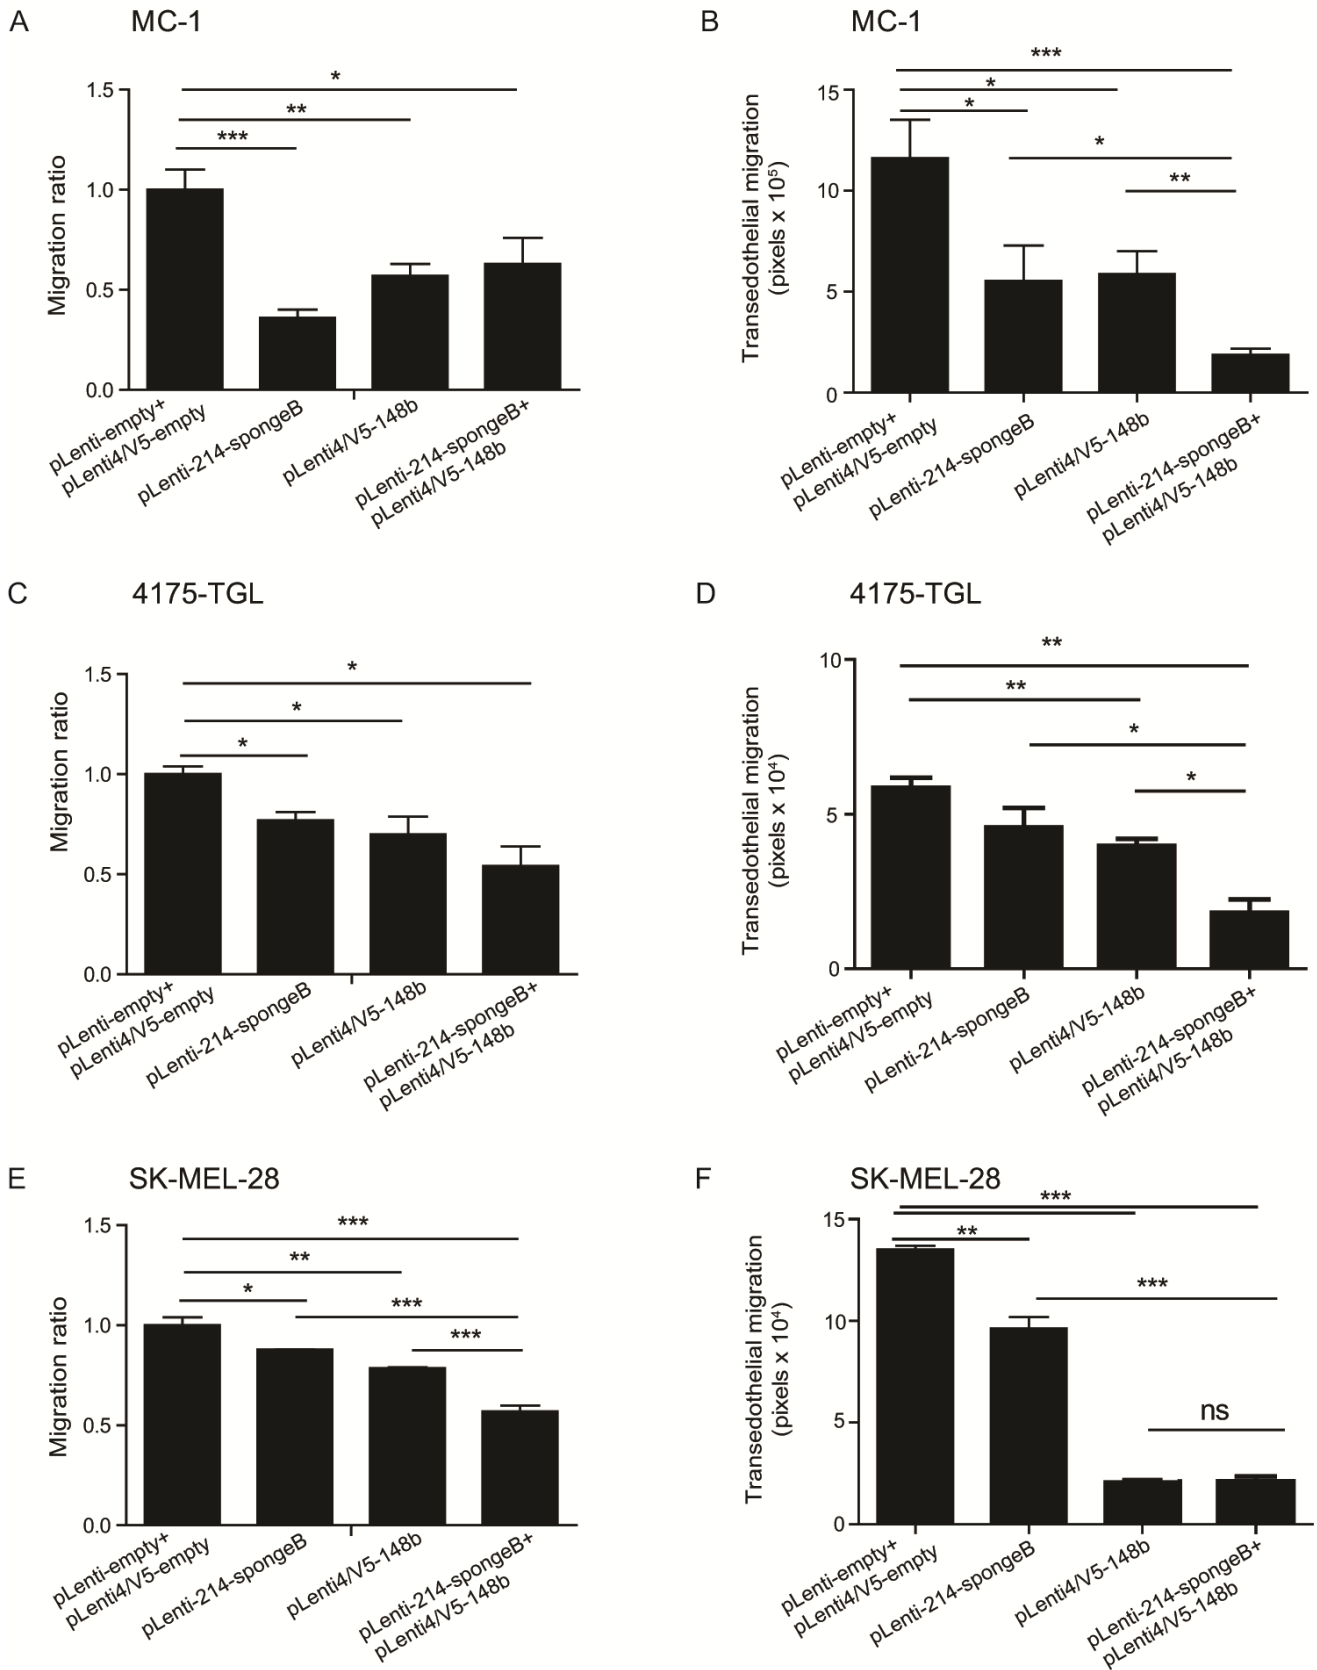 A
MC-1
Migration ratio
1.5
1.0
0.5
0.0
*
**
***
pLenti-empty+
pLenti4/V5-empty
pLenti-214-spongeB
pLenti4/V5-148b
pLenti-214-spongeB+
pLenti4/V5-148b
B
MC-1
Transedothelial migration
(pixels x 10⁵)
15
10
5
0
***
*
*
*
**
pLenti-empty+
pLenti4/V5-empty
pLenti-214-spongeB
pLenti4/V5-148b
pLenti-214-spongeB+
pLenti4/V5-148b
C
4175-TGL
Migration ratio
1.5
1.0
0.5
0.0
*
*
*
pLenti-empty+
pLenti4/V5-empty
pLenti-214-spongeB
pLenti4/V5-148b
pLenti-214-spongeB+
pLenti4/V5-148b
D
4175-TGL
Transedothelial migration
(pixels x 10⁴)
10
5
0
**
**
*
*
pLenti-empty+
pLenti4/V5-empty
pLenti-214-spongeB
pLenti4/V5-148b
pLenti-214-spongeB+
pLenti4/V5-148b
E
SK-MEL-28
Migration ratio
1.5
1.0
0.5
0.0
***
**
*
***
***
pLenti-empty+
pLenti4/V5-empty
pLenti-214-spongeB
pLenti4/V5-148b
pLenti-214-spongeB+
pLenti4/V5-148b
F
SK-MEL-28
Transedothelial migration
(pixels x 10⁴)
15
10
5
0
***
**
***
ns
pLenti-empty+
pLenti4/V5-empty
pLenti-214-spongeB
pLenti4/V5-148b
pLenti-214-spongeB+
pLenti4/V5-148b